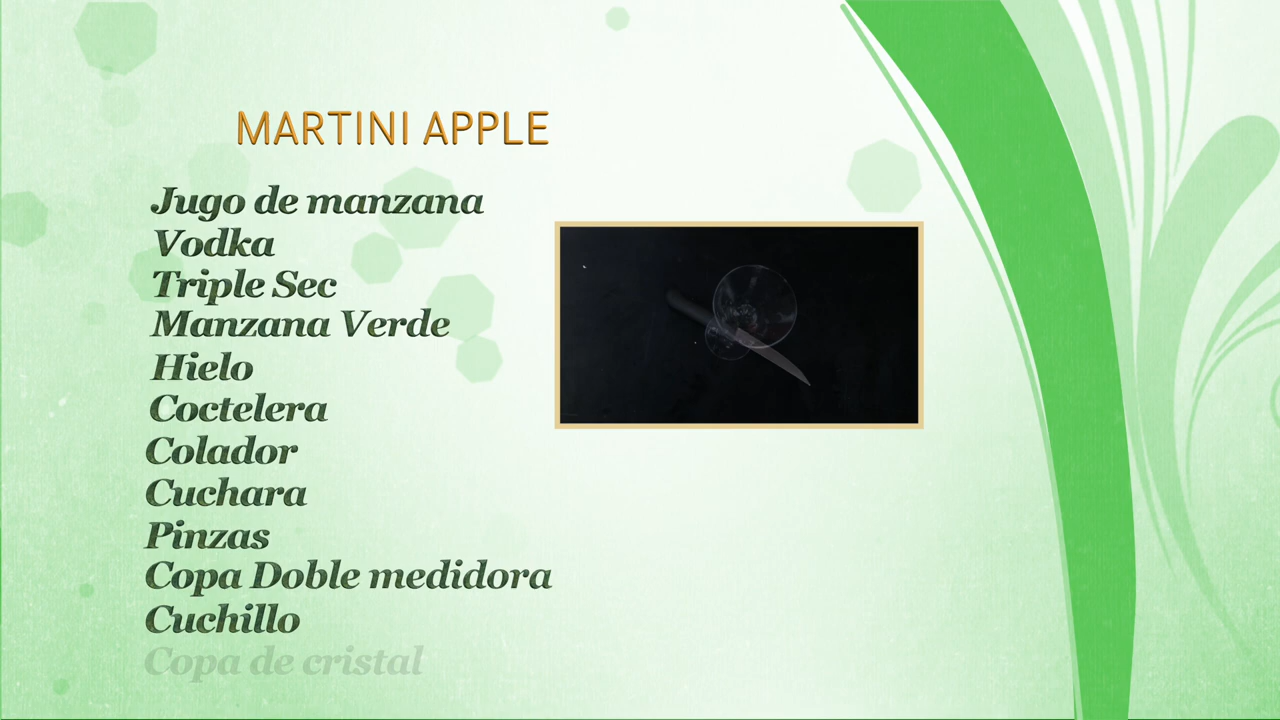 MARTINI APPLE
Jugo de manzana
Vodka
Triple Sec
Manzana Verde
Hielo
Coctelera
Colador
Cuchara
Pinzas
Copa Doble medidora
Cuchillo
Copa de cristal